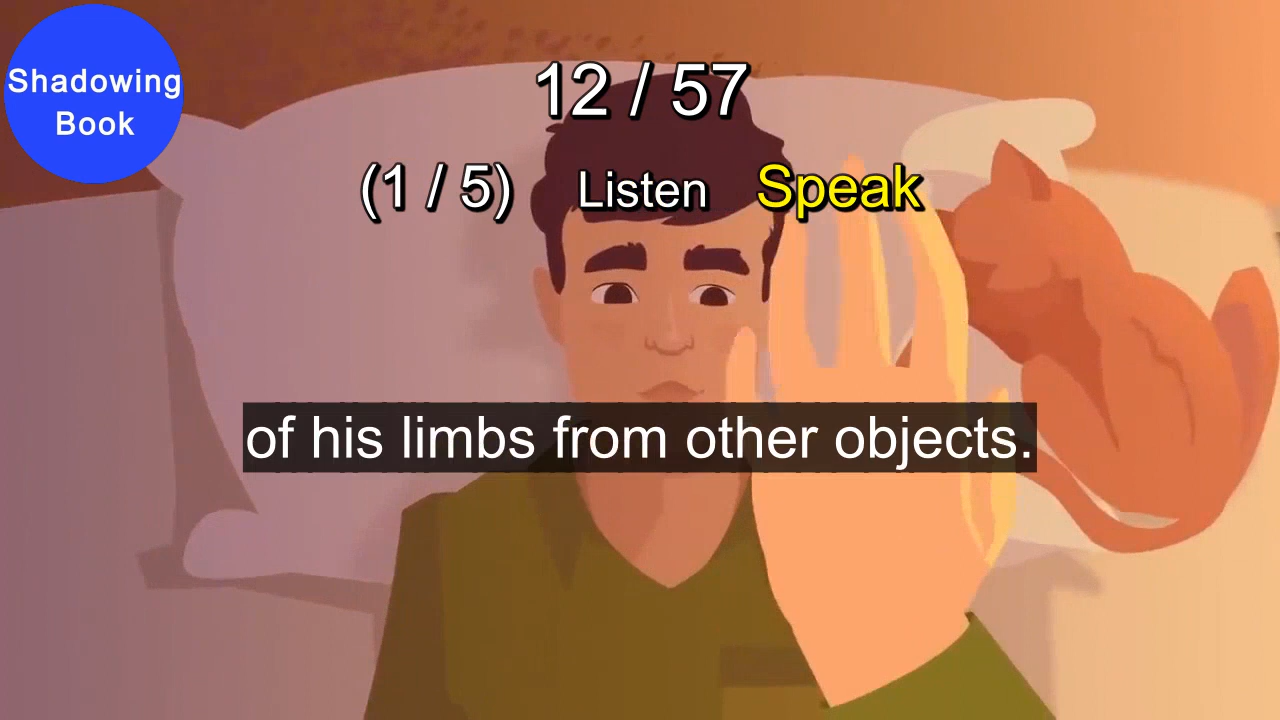 Shadowing
Book
12 / 57
(1 / 5) Listen Speak
of his limbs from other objects.